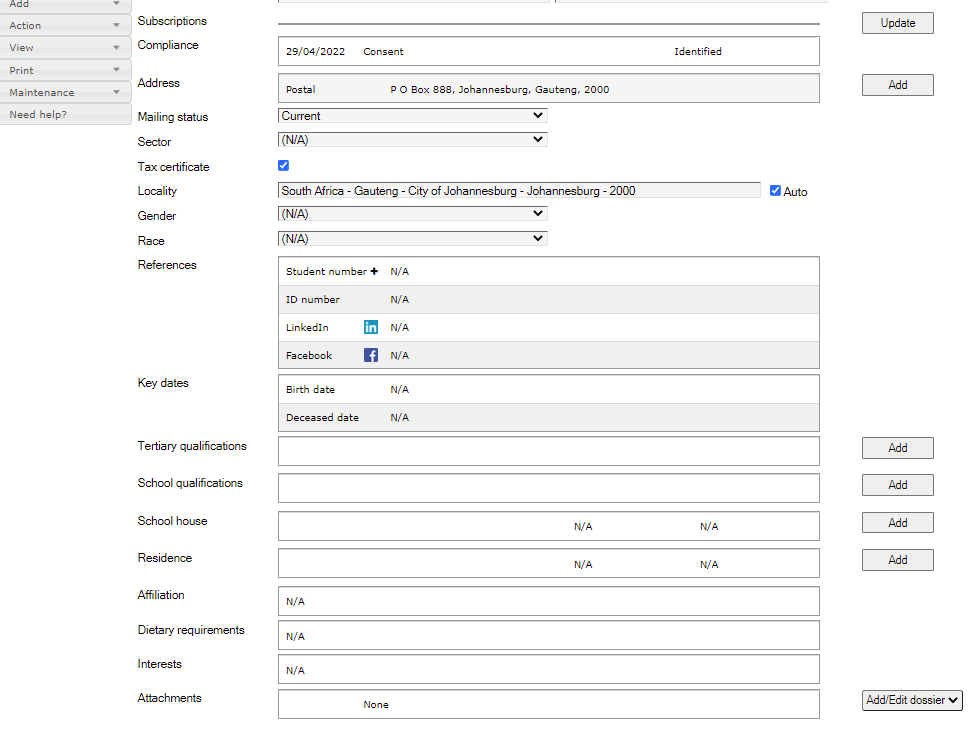 Add
Action
View
Print
Maintenance
Need help?
Subscriptions
Update
Compliance
29/04/2022 Consent Identified
Address
Postal P O Box 888, Johannesburg, Gauteng, 2000
Add
Mailing status
Current
Sector
(N/A)
Tax certificate
Locality
South Africa - Gauteng - City of Johannesburg - Johannesburg - 2000
Auto
Gender
(N/A)
Race
(N/A)
References
Student number + N/A
ID number N/A
LinkedIn in N/A
Facebook f N/A
Key dates
Birth date N/A
Deceased date N/A
Tertiary qualifications
Add
School qualifications
Add
School house
N/A N/A
Add
Residence
N/A N/A
Add
Affiliation
N/A
Dietary requirements
N/A
Interests
N/A
Attachments
None
Add/Edit dossier